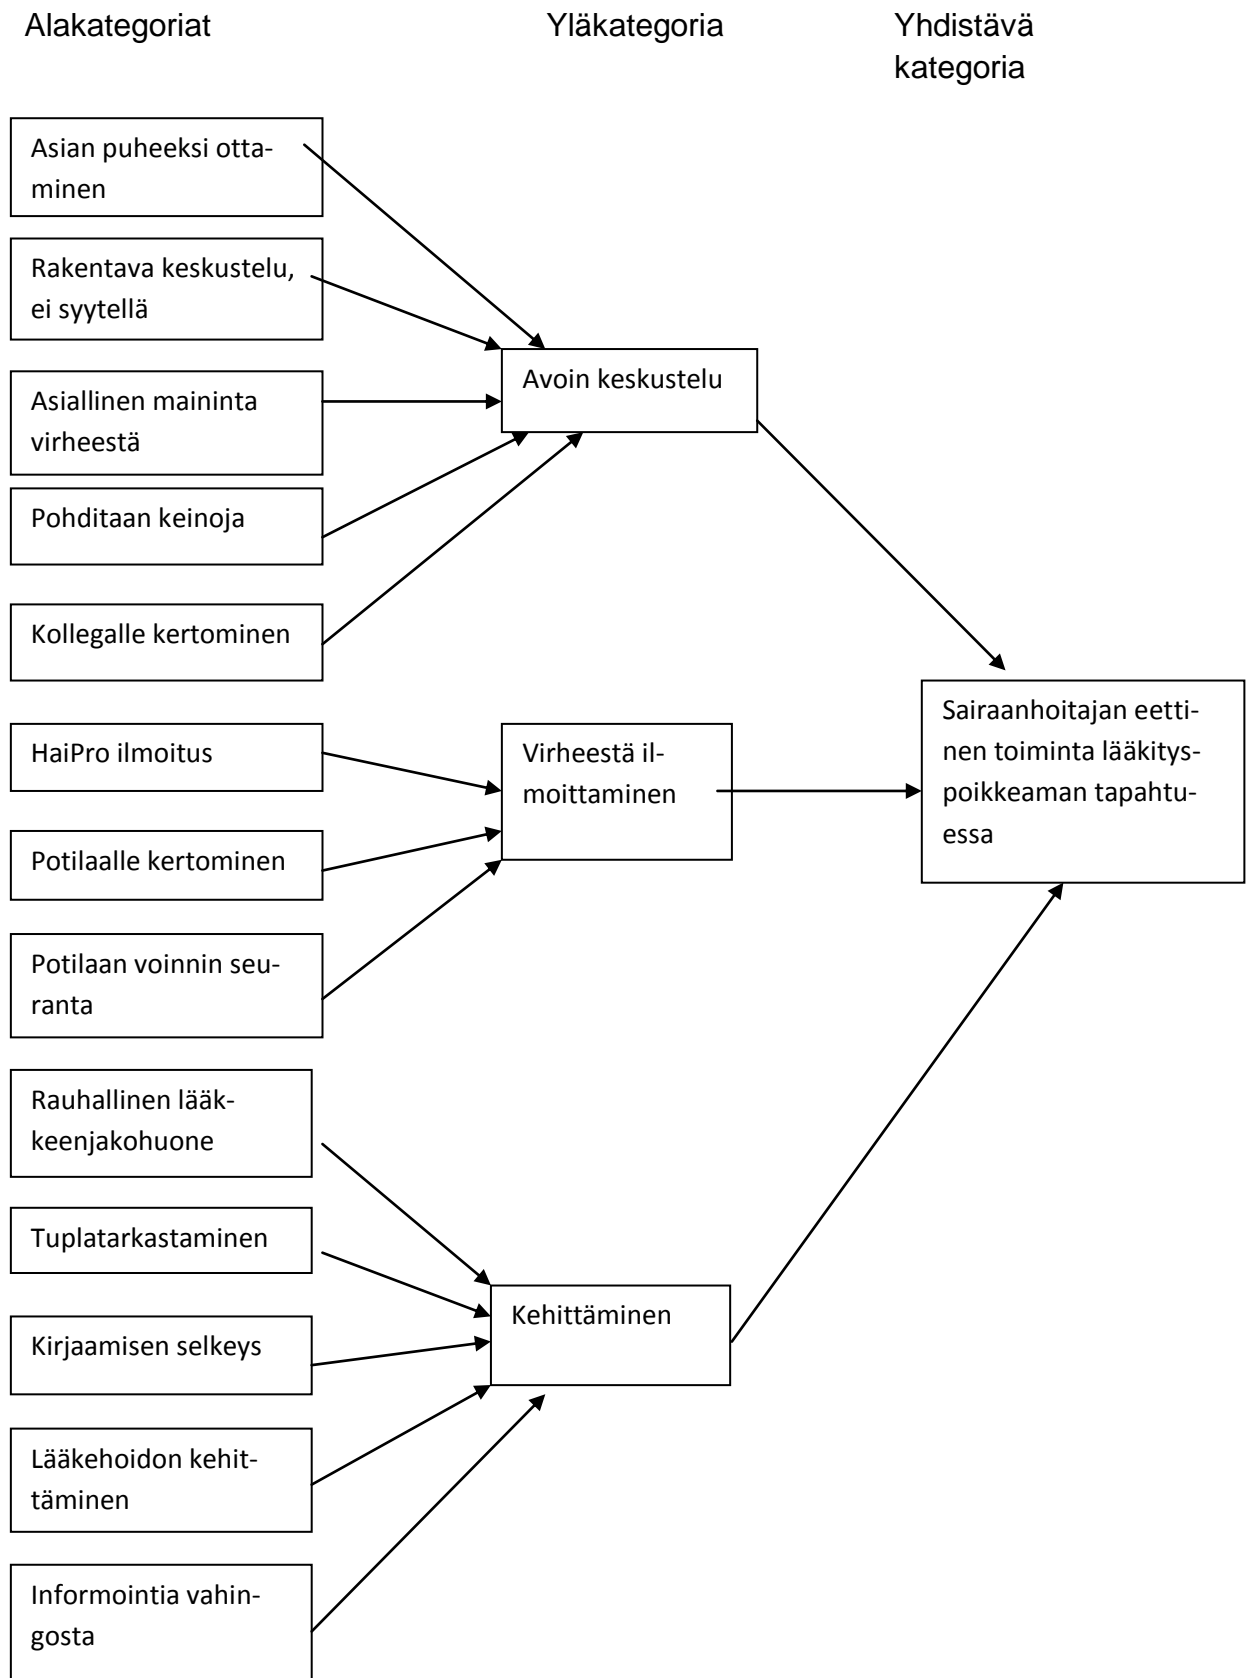 Alakategoriat
Yläkategoria
Yhdistävä
kategoria
Asian puheeksi otta-
minen
Rakentava keskustelu,
ei syytellä
Asiallinen maininta
virheestä
Pohditaan keinoja
Kollegalle kertominen
Avoin keskustelu
HaiPro ilmoitus
Potilaalle kertominen
Potilaan voinnin seu-
ranta
Virheestä il-
moittaminen
Sairaanhoitajan eetti-
nen toiminta lääkitys-
poikkeaman tapahtu-
essa
Rauhallinen lääk-
keenjakohuone
Tuplatarkastaminen
Kirjaamisen selkeys
Lääkehoidon kehit-
täminen
Informointia vahin-
gosta
Kehittäminen